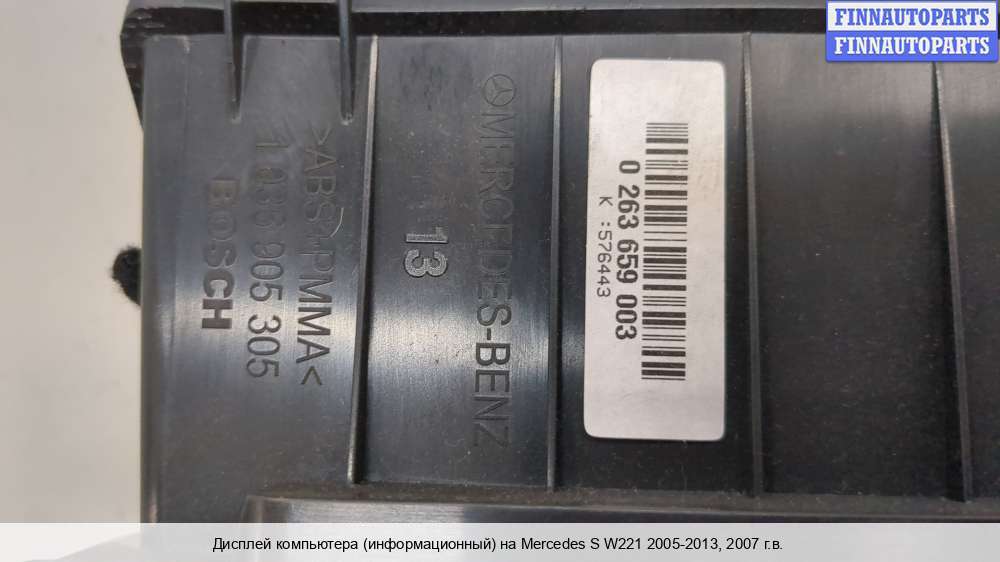 FINNAUTOPARTS
FINNAUTOPARTS
MERCEDES-BENZ
13
>ABS+PMMA<
1 036 905 305
BOSCH
0 263 659 003
K :576443
Дисплей компьютера (информационный) на Mercedes S W221 2005-2013, 2007 г.в.